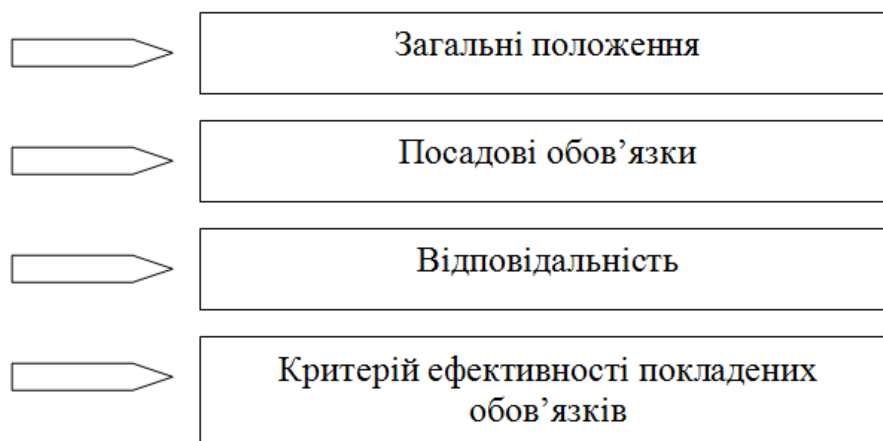 Загальні положення
Посадові обов’язки
Відповідальність
Критерій ефективності покладених
обов’язків